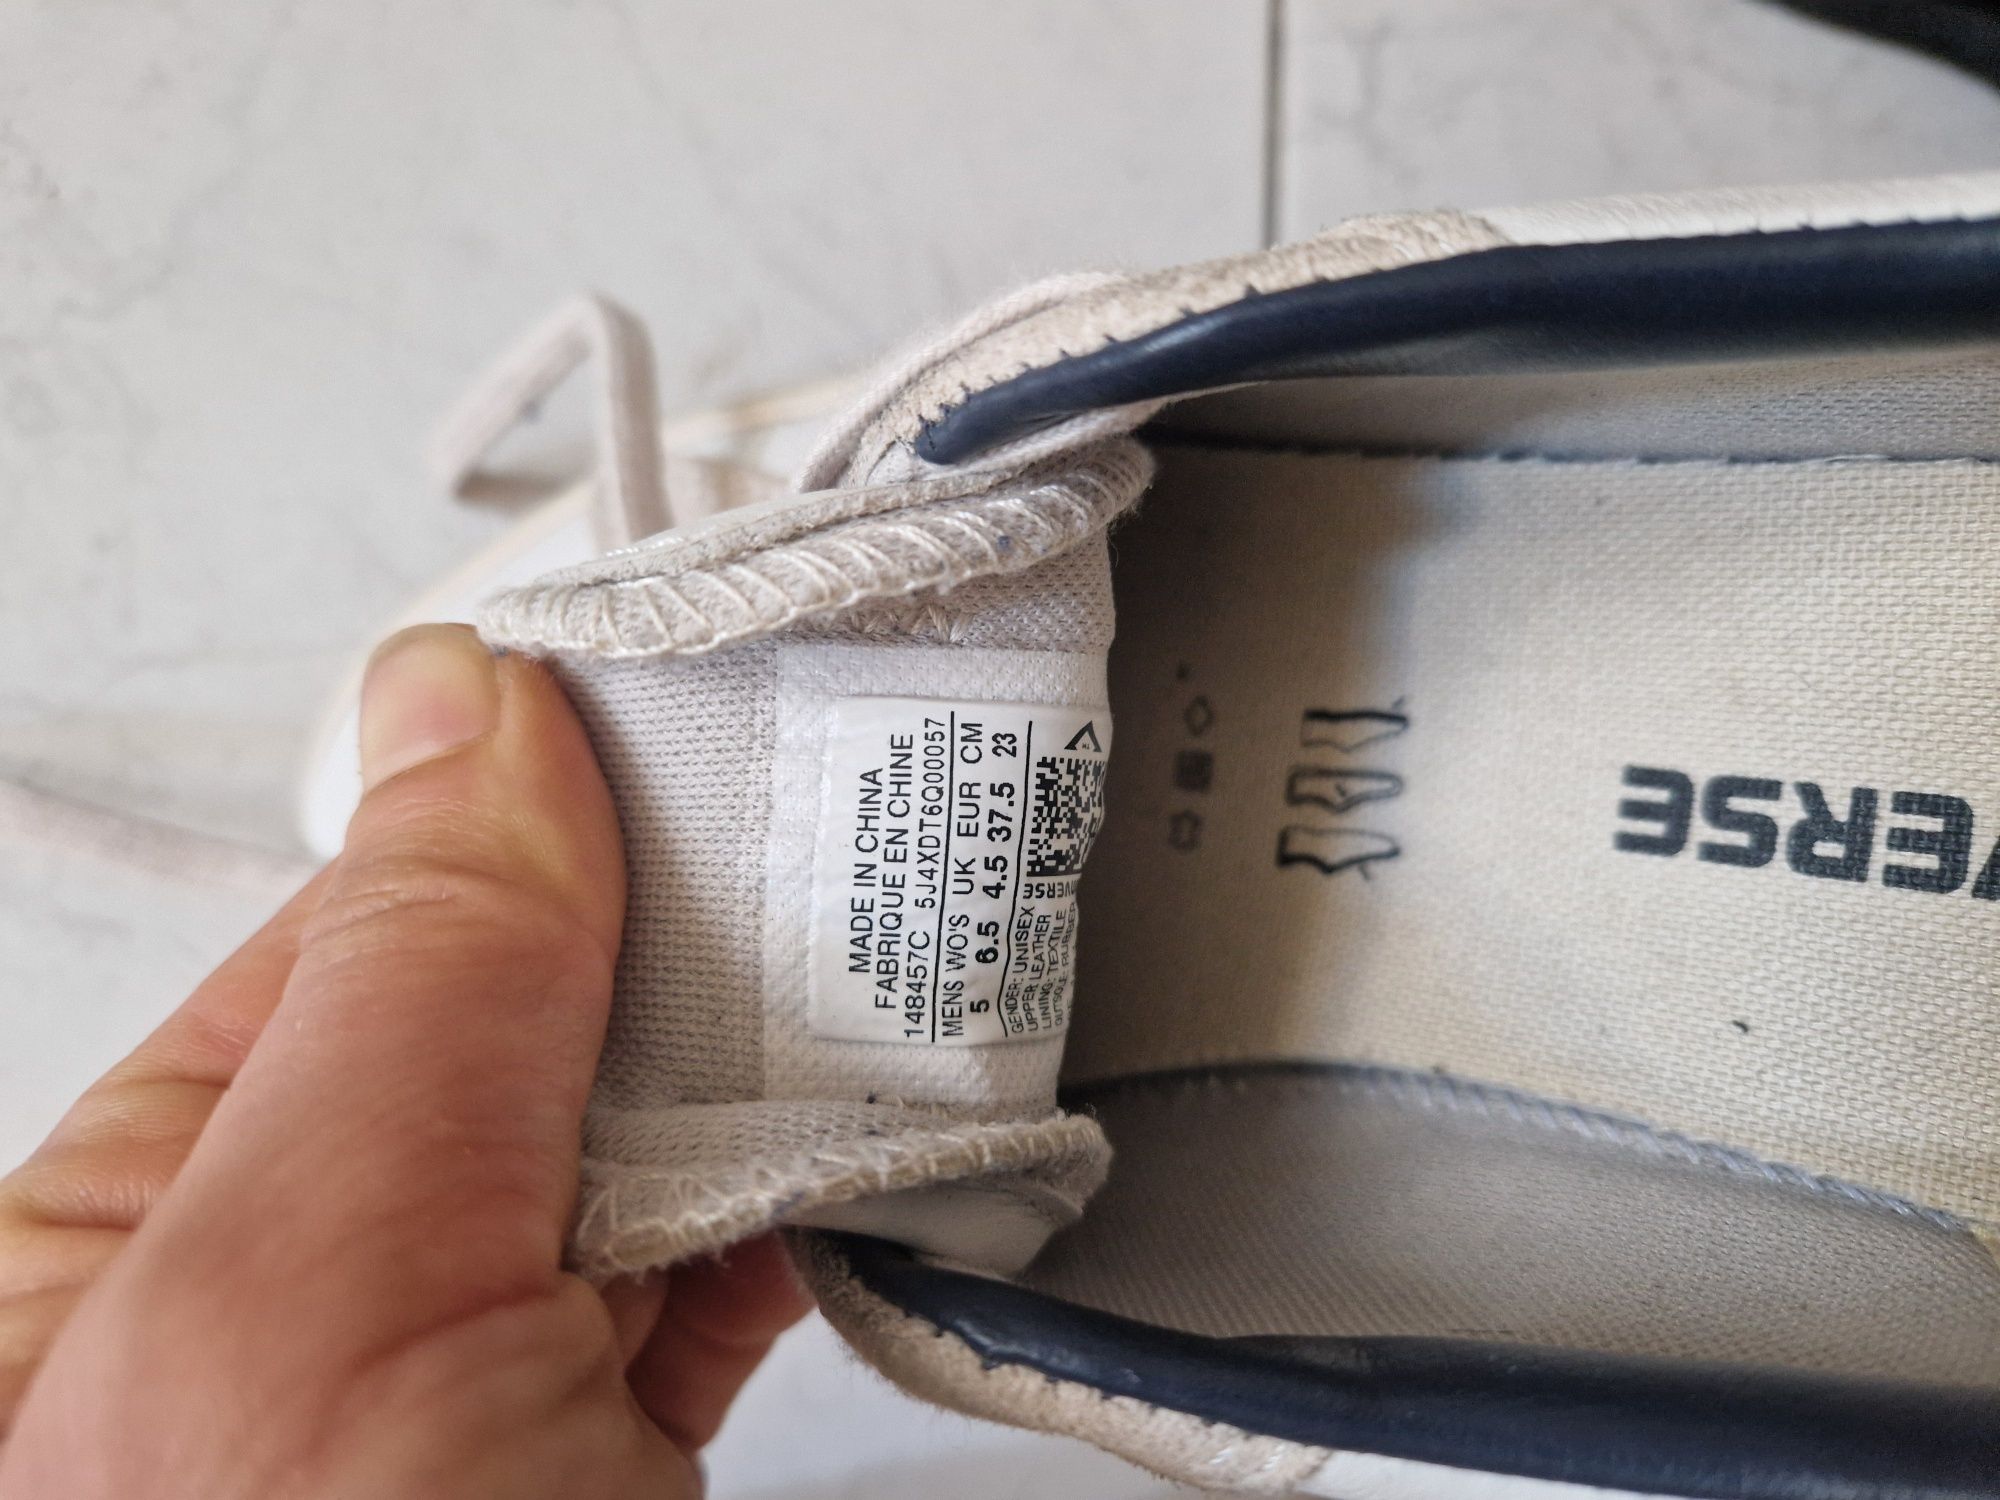 MADE IN CHINA
FABRIQUE EN CHINE
148457C 5J4XDT6Q00057
MENS WO'S UK EUR CM
5 6.5 4.5 37.5 23
GENDER: UNISEX
UPPER: LEATHER
LINING: TEXTILE
OUTSOLE: RUBBER
VERSE